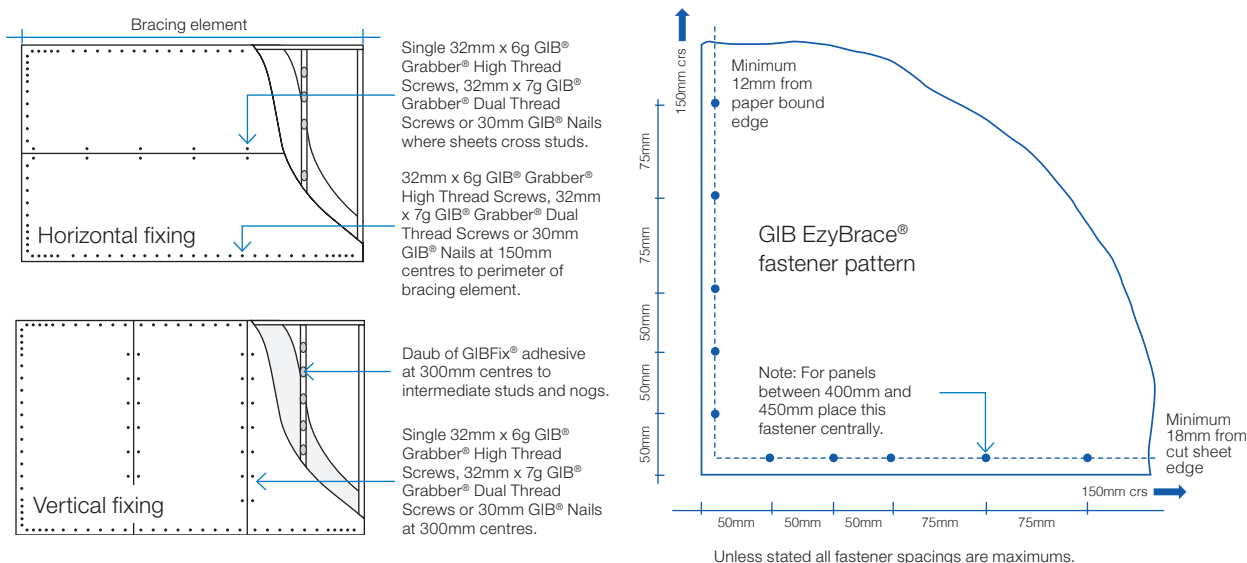 Bracing element
Single 32mm x 6g GIB®
Grabber® High Thread
Screws, 32mm x 7g GIB®
Grabber® Dual Thread
Screws or 30mm GIB® Nails
where sheets cross studs.
32mm x 6g GIB® Grabber®
High Thread Screws, 32mm
x 7g GIB® Grabber® Dual
Thread Screws or 30mm
GIB® Nails at 150mm
centres to perimeter of
bracing element.
Horizontal fixing
Daub of GIBFix® adhesive
at 300mm centres to
intermediate studs and nogs.
Single 32mm x 6g GIB®
Grabber® High Thread
Screws, 32mm x 7g GIB®
Grabber® Dual Thread
Screws or 30mm GIB® Nails
at 300mm centres.
Vertical fixing
150mm crs
Minimum
12mm from
paper bound
edge
75mm
75mm
50mm
50mm
50mm
GIB EzyBrace®
fastener pattern
Note: For panels
between 400mm and
450mm place this
fastener centrally.
Minimum
18mm from
cut sheet
edge
150mm crs
50mm
50mm
50mm
75mm
75mm
Unless stated all fastener spacings are maximums.